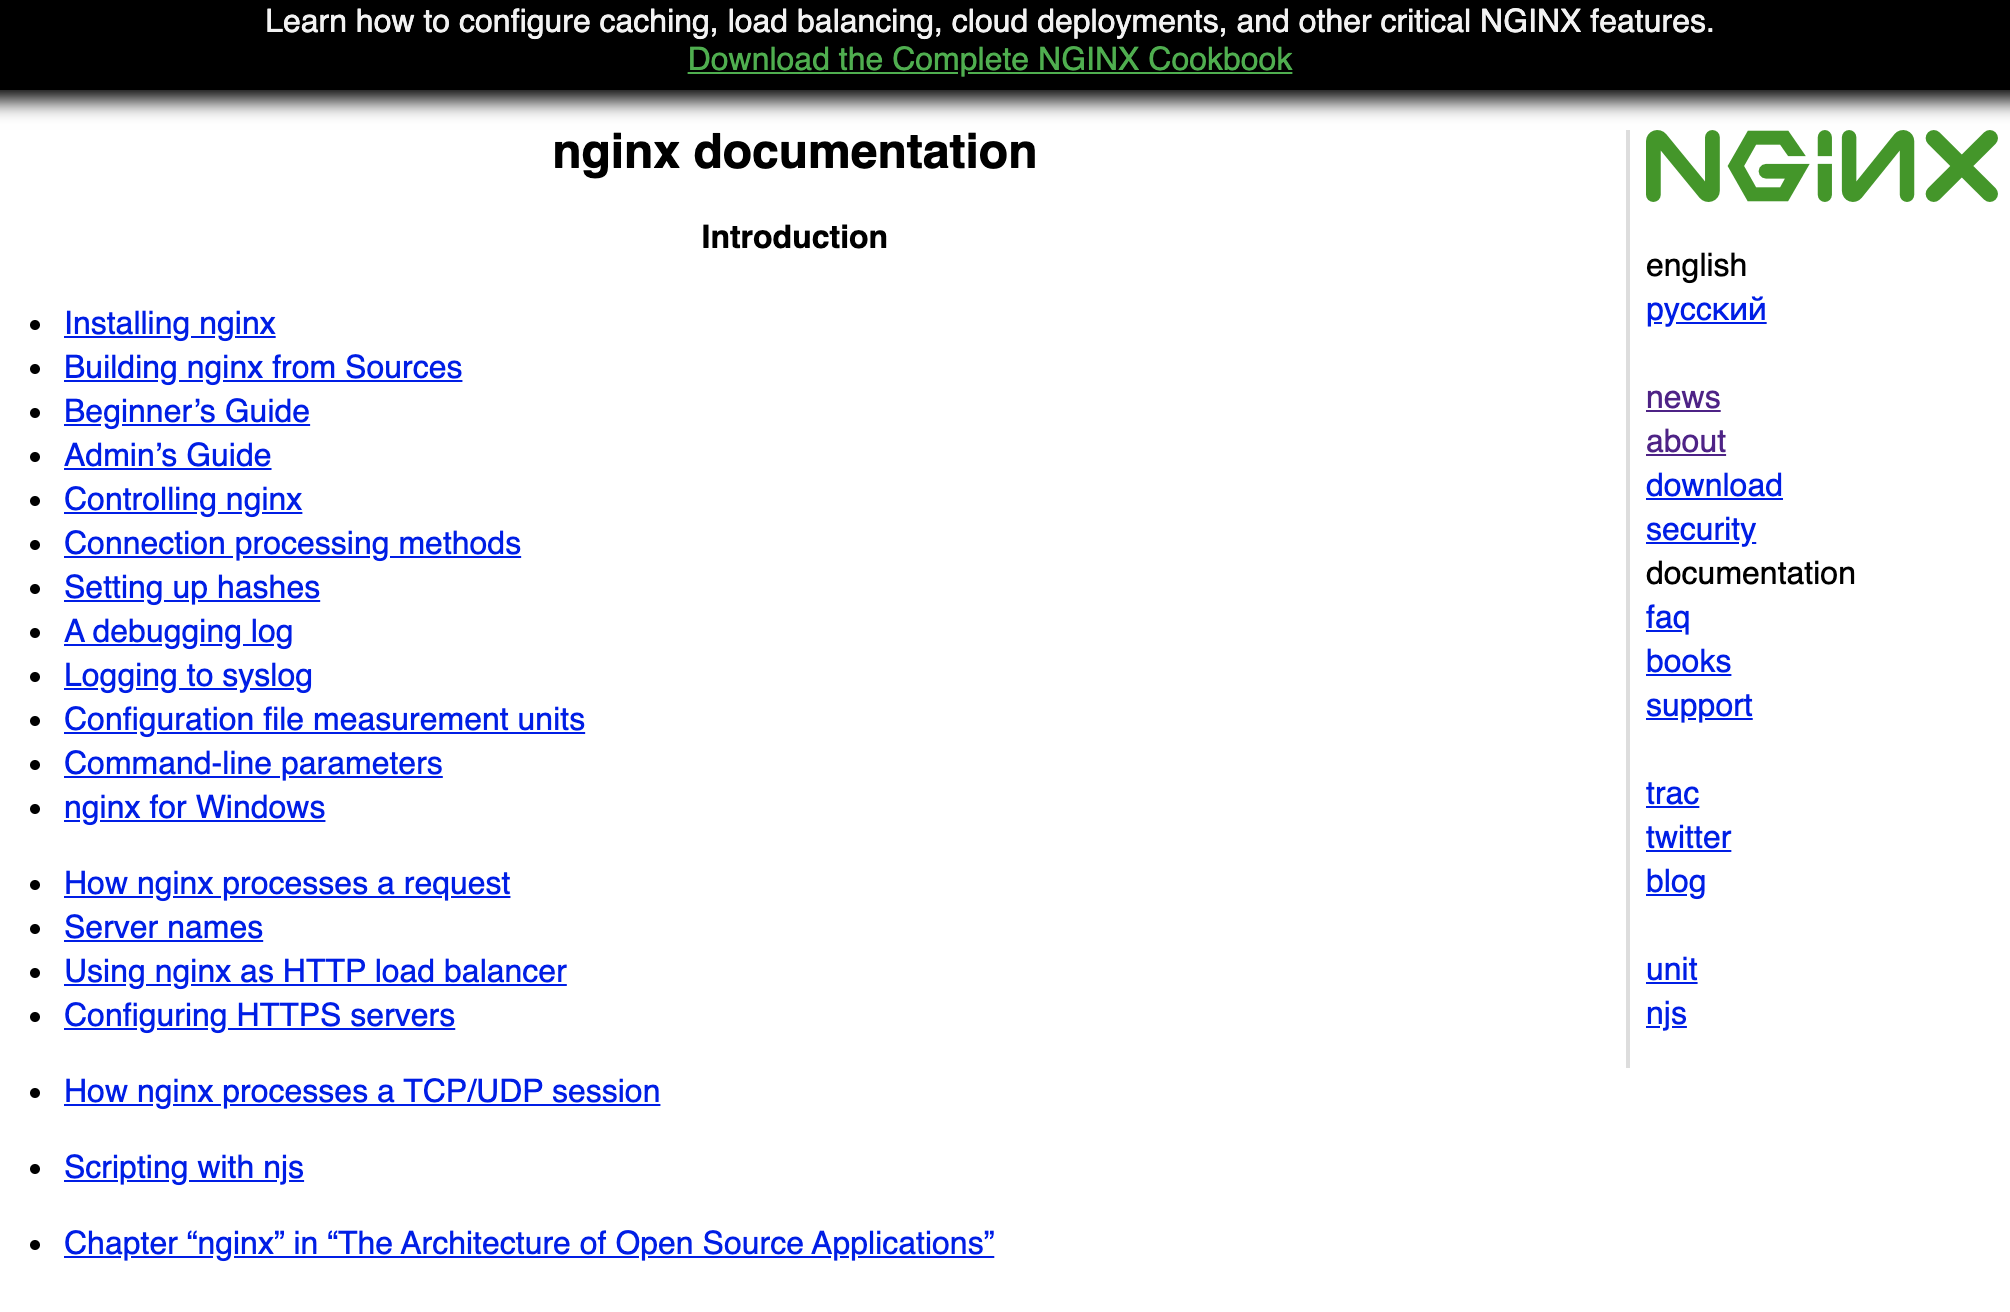 Learn how to configure caching, load balancing, cloud deployments, and other critical NGINX features.
Download the Complete NGINX Cookbook
nginx documentation
Introduction
Installing nginx
Building nginx from Sources
Beginner’s Guide
Admin’s Guide
Controlling nginx
Connection processing methods
Setting up hashes
A debugging log
Logging to syslog
Configuration file measurement units
Command-line parameters
nginx for Windows
How nginx processes a request
Server names
Using nginx as HTTP load balancer
Configuring HTTPS servers
How nginx processes a TCP/UDP session
Scripting with njs
Chapter “nginx” in “The Architecture of Open Source Applications”
NGiNX
english
русский
news
about
download
security
documentation
faq
books
support
trac
twitter
blog
unit
njs